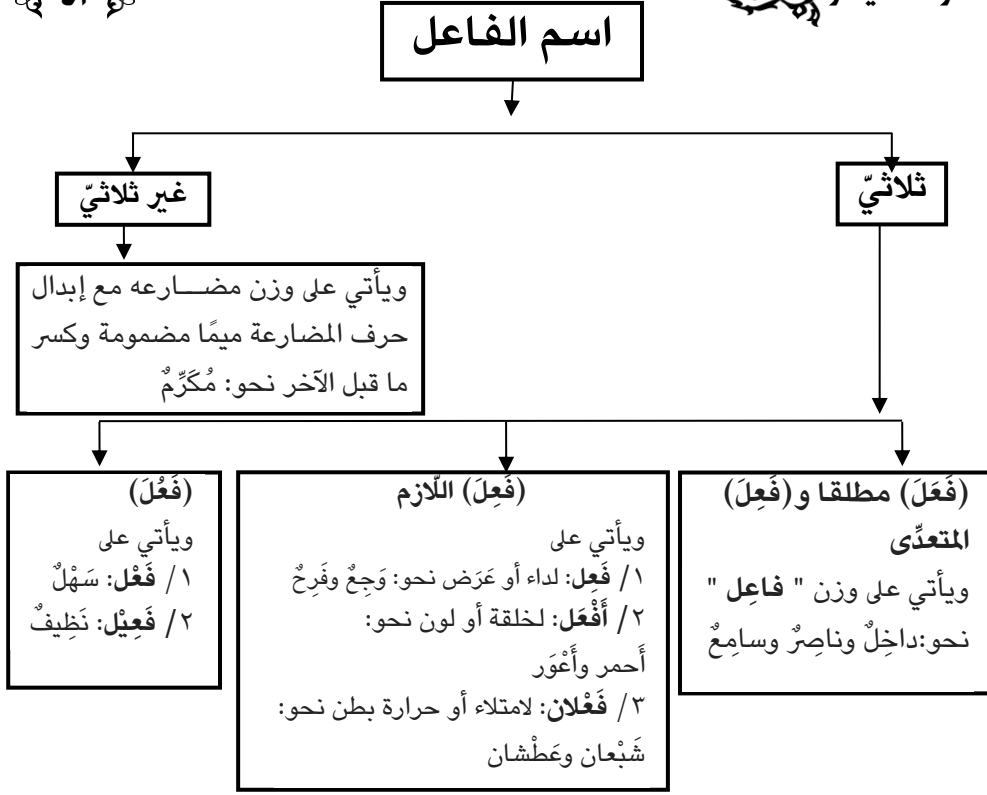 اسم الفاعل
ثلاثيّ
غير ثلاثيّ
ويأتي على وزن مضـــارعه مع إبدال
حرف المضارعة ميمًا مضمومة وكسر
ما قبل الآخر نحو: مُكَرِّمٌ
(فَعَلَ) مطلقا و(فَعِلَ)
المتعدِّى
ويأتي على وزن " فاعِل "
نحو:داخِلٌ وناصِرٌ وسامِعٌ
(فَعِلَ) اللّازم
ويأتي على
١/ فَعِل: لداء أو عَرَض نحو: وَجِعٌ وفَرِحٌ
٢/ أَفْعَل: لخلقة أو لون نحو:
أَحمر وأَعْوَر
٣/ فَعْلان: لامتلاء أو حرارة بطن نحو:
شَبْعان وعَطْشان
(فَعُلَ)
ويأتي على
١/ فَعْل: سَهْلٌ
٢/ فَعِيْل: نَظِيفٌ